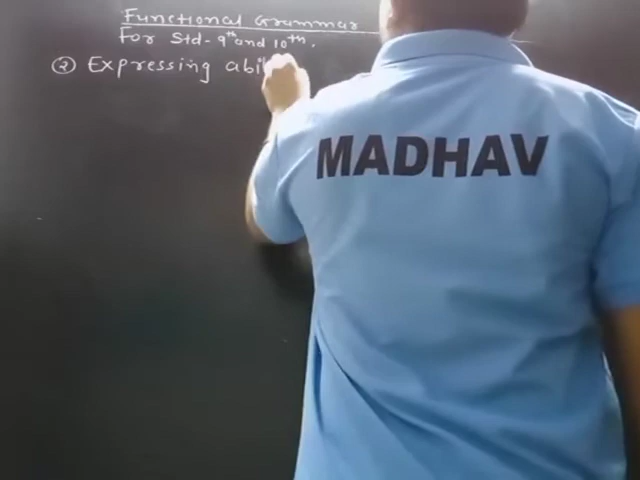 Functional Grammar
For Std - 9th and 10th.
② Expressing abi
MADHAV